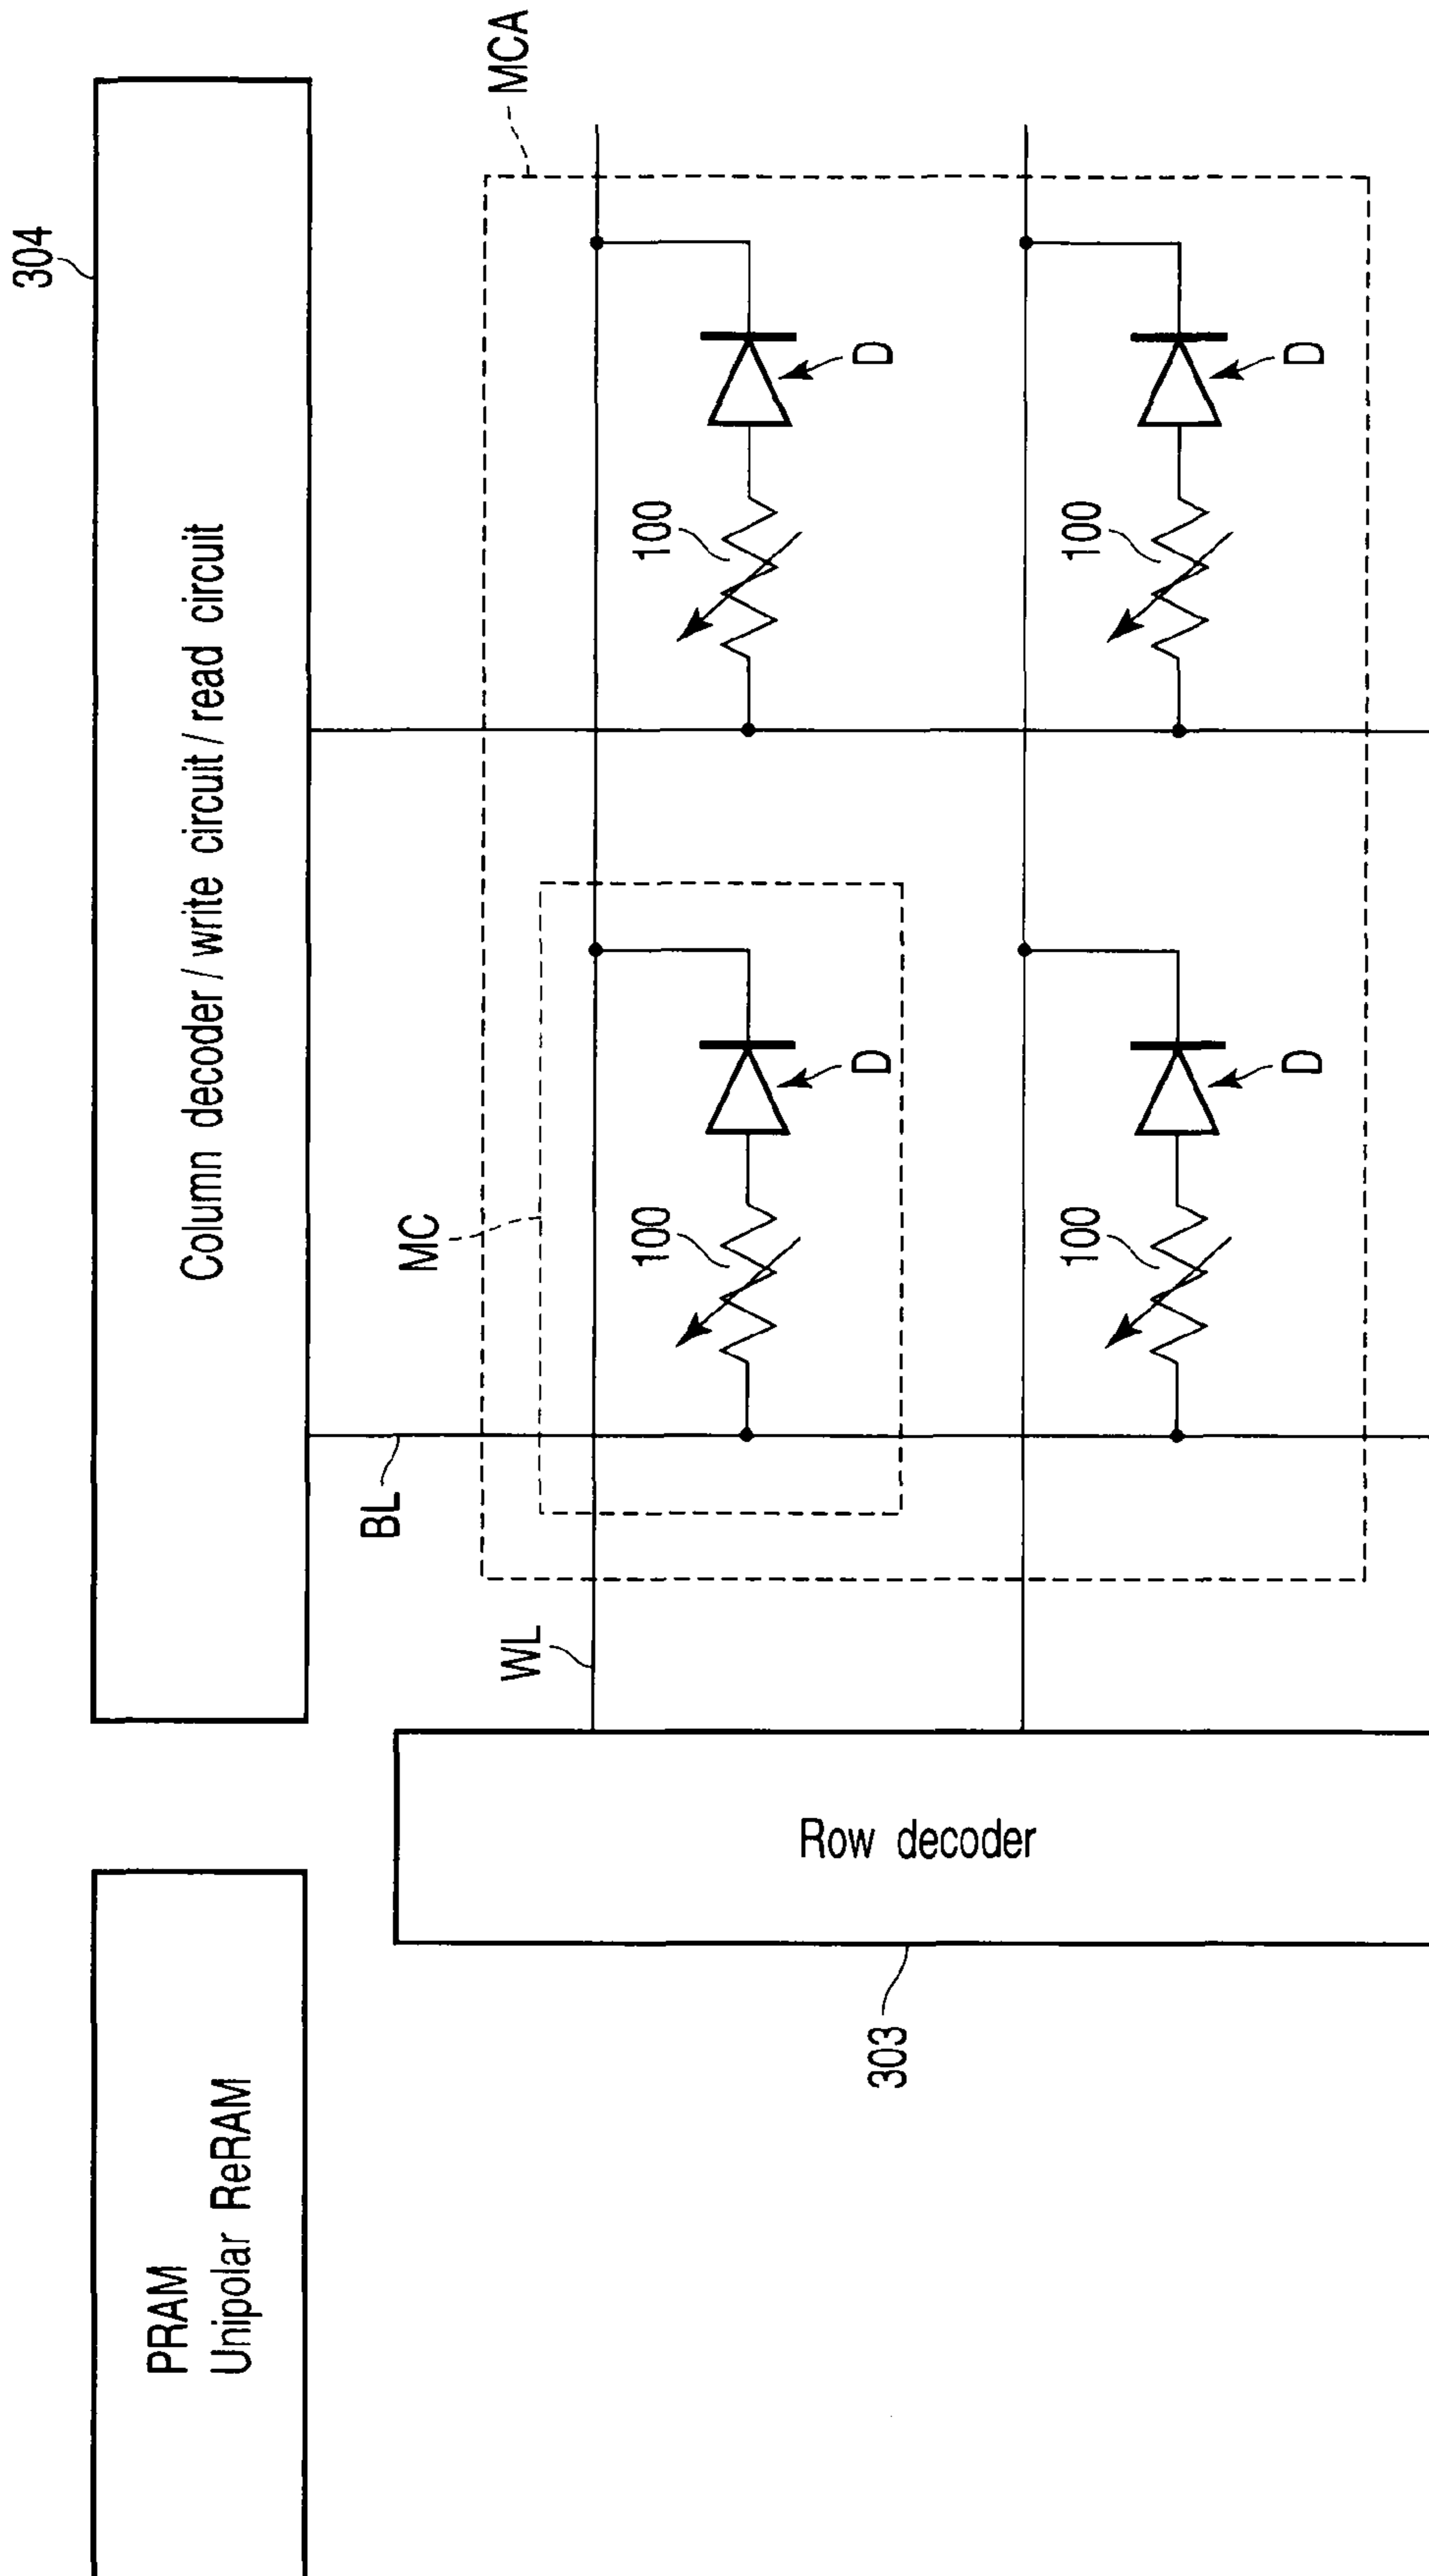 PRAM
Unipolar ReRAM
304
Column decoder / write circuit / read circuit
MCA
BL
MC
WL
100
D
100
D
100
D
100
D
Row decoder
303